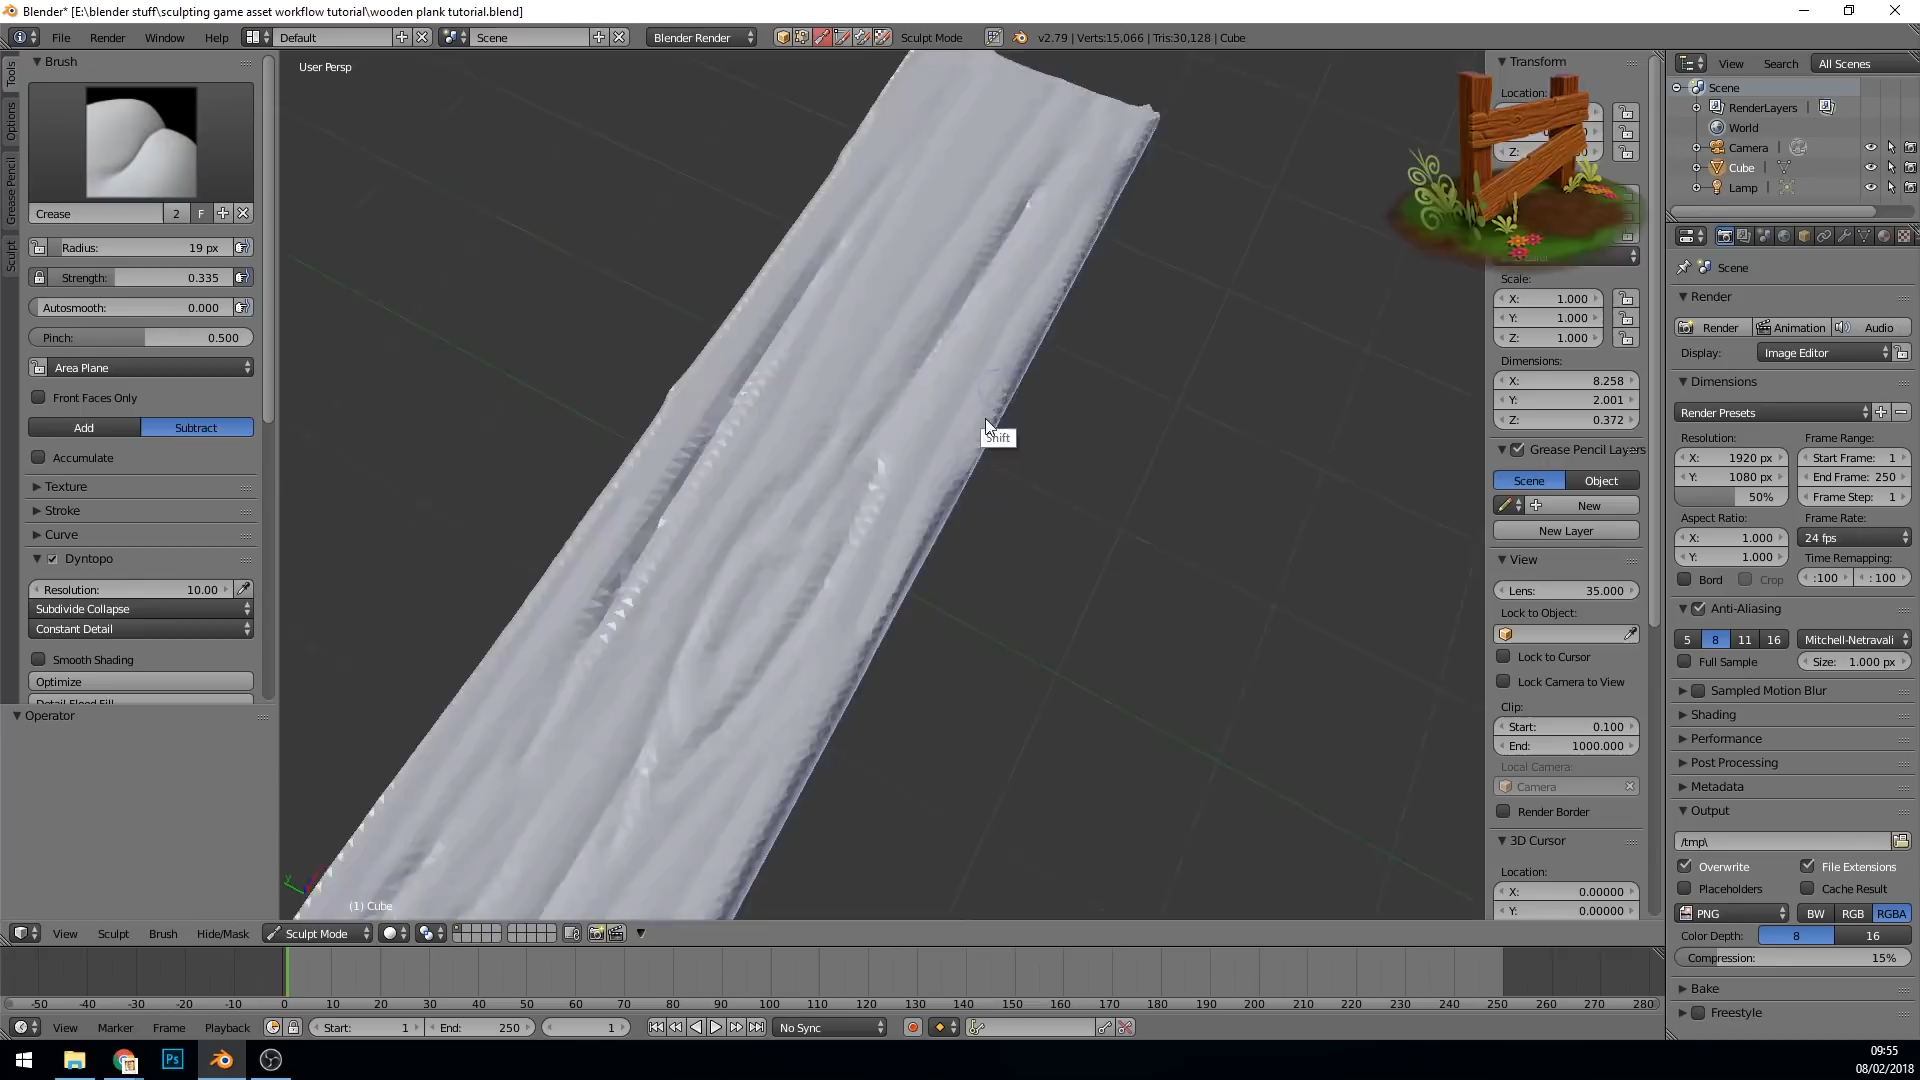 Blender* [E:\blender stuff\sculpting game asset workflow tutorial\wooden plank tutorial.blend]
File Render Window Help Default Scene Blender Render Sculpt Mode v2.79 | Verts:15,066 | Tris:30,128 | Cube
Tools
Options
Grease Pencil
Sculpt
Brush
Crease 2 F
Radius: 19 px
Strength: 0.335
Autosmooth: 0.000
Pinch: 0.500
Area Plane
Front Faces Only
Add Subtract
Accumulate
Texture
Stroke
Curve
Dyntopo
Resolution: 10.00
Subdivide Collapse
Constant Detail
Smooth Shading
Optimize
Detail Flood Fill
Operator
User Persp
Shift
(1) Cube
Transform
Location:
Z:
Scale:
X: 1.000
Y: 1.000
Z: 1.000
Dimensions:
X: 8.258
Y: 2.001
Z: 0.372
Grease Pencil Layers
Scene Object
New
New Layer
View
Lens: 35.000
Lock to Object:
Lock to Cursor
Lock Camera to View
Clip:
Start: 0.100
End: 1000.000
Local Camera:
Camera
Render Border
3D Cursor
Location:
X: 0.00000
Y: 0.00000
View Search All Scenes
Scene
RenderLayers
World
Camera
Cube
Lamp
Scene
Render
Render Animation Audio
Display: Image Editor
Dimensions
Render Presets
Resolution: Frame Range:
X: 1920 px Start Frame: 1
Y: 1080 px End Frame: 250
50% Frame Step: 1
Aspect Ratio: Frame Rate:
X: 1.000 24 fps
Y: 1.000 Time Remapping:
Bord Crop :100 : 100
Anti-Aliasing
5 8 11 16 Mitchell-Netravali
Full Sample Size: 1.000 px
Sampled Motion Blur
Shading
Performance
Post Processing
Metadata
Output
/tmp\
Overwrite File Extensions
Placeholders Cache Result
PNG BW RGB RGBA
Color Depth: 8 16
Compression: 15%
Bake
Freestyle
View Sculpt Brush Hide/Mask Sculpt Mode
-50 -40 -30 -20 -10 0 10 20 30 40 50 60 70 80 90 100 110 120 130 140 150 160 170 180 190 200 210 220 230 240 250 260 270 280
View Marker Frame Playback Start: 1 End: 250 1 No Sync
Ps
09:55
08/02/2018